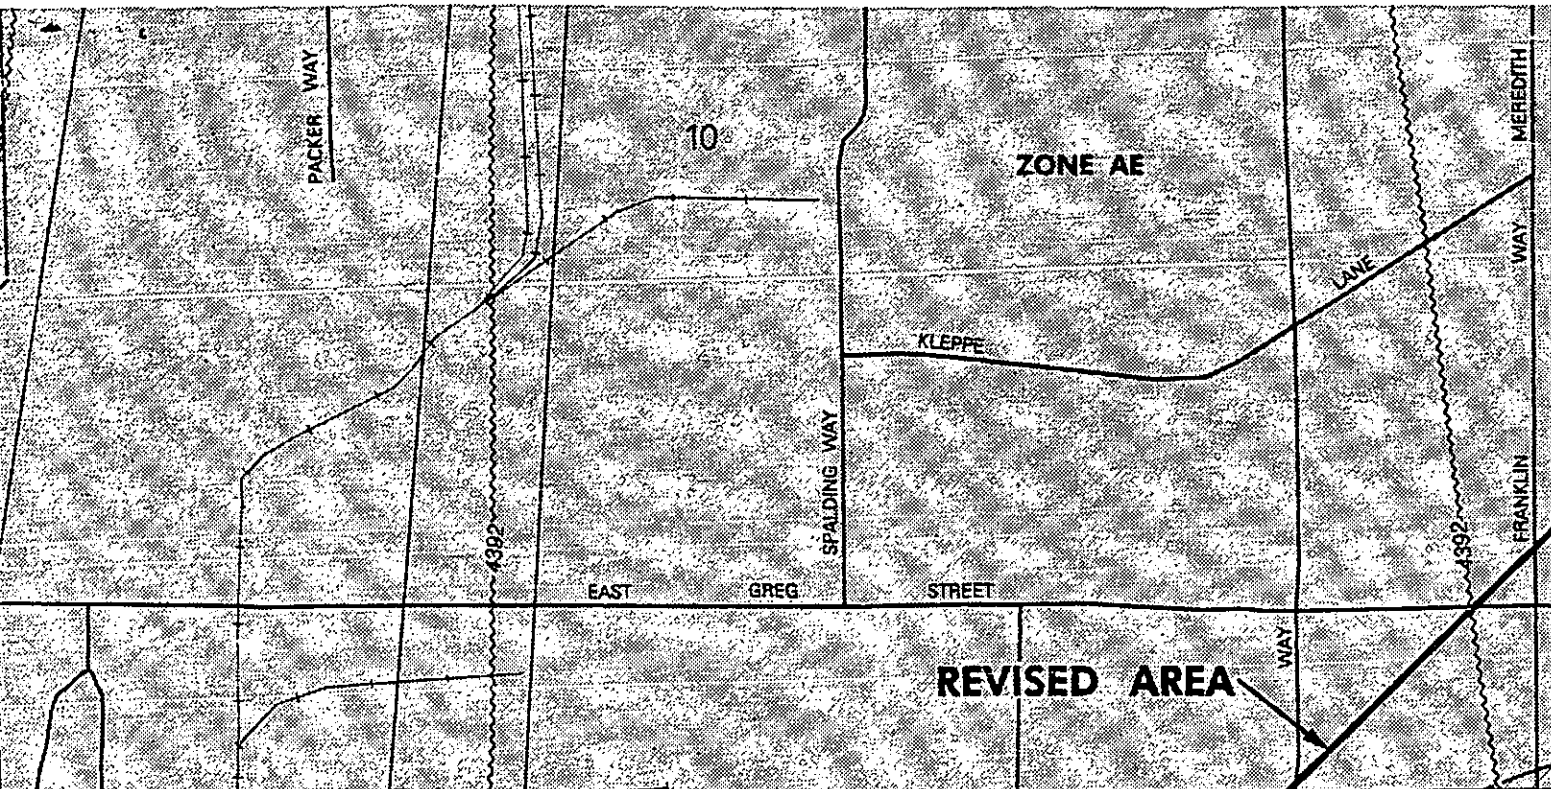 PACKER WAY
10
ZONE AE
MEREDITH
WAY
LANE
KLEPPE
SPALDING WAY
FRANKLIN
4392
4392
EAST GREG STREET
WAY
REVISED AREA